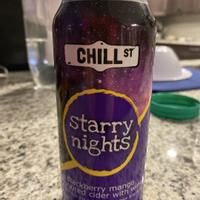 CHILL ST
starry
nights
blackberry mango
cider with